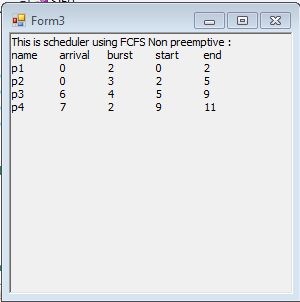 Form3
This is scheduler using FCFS Non preemptive :
name arrival burst start end
p1 0 2 0 2
p2 0 3 2 5
p3 6 4 5 9
p4 7 2 9 11